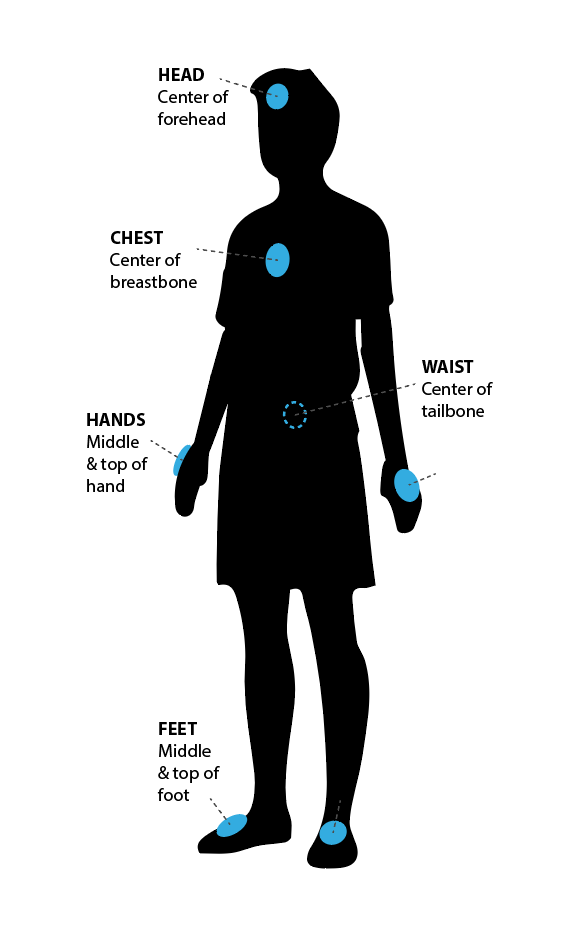 HEAD
Center of
forehead
CHEST
Center of
breastbone
WAIST
Center of
tailbone
HANDS
Middle
& top of
hand
FEET
Middle
& top of
foot